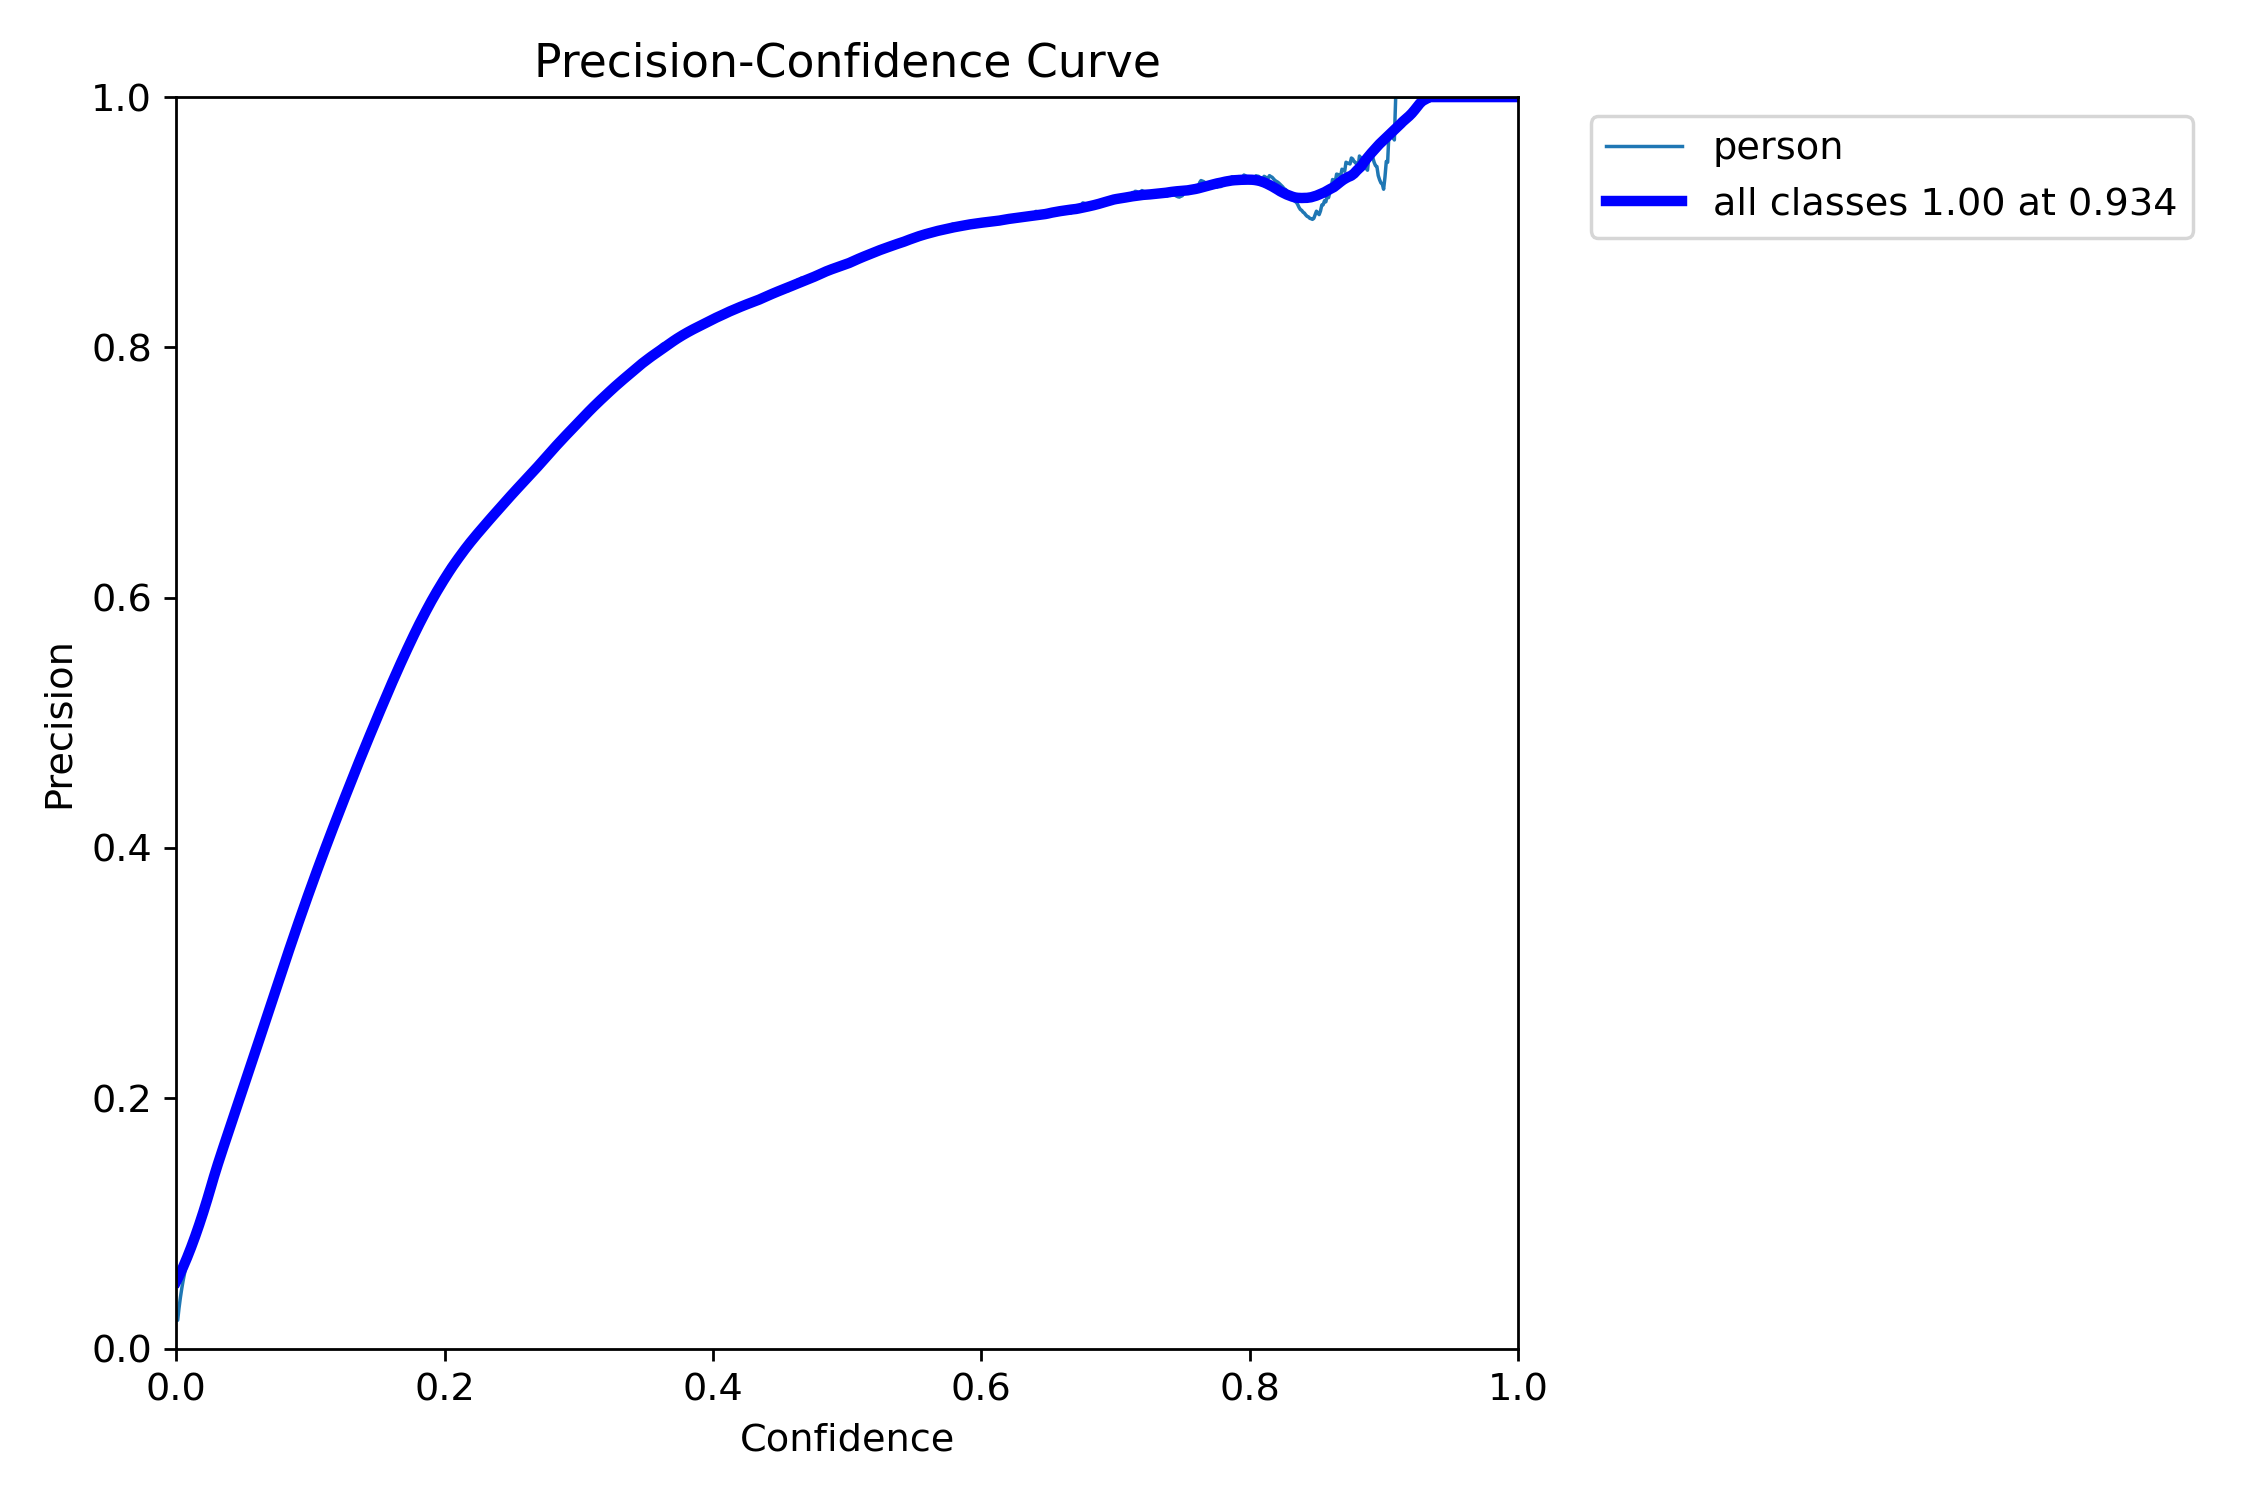 Precision-Confidence Curve
1.0
0.8
0.6
0.4
0.2
0.0
Precision
0.0 0.2 0.4 0.6 0.8 1.0
Confidence
person
all classes 1.00 at 0.934